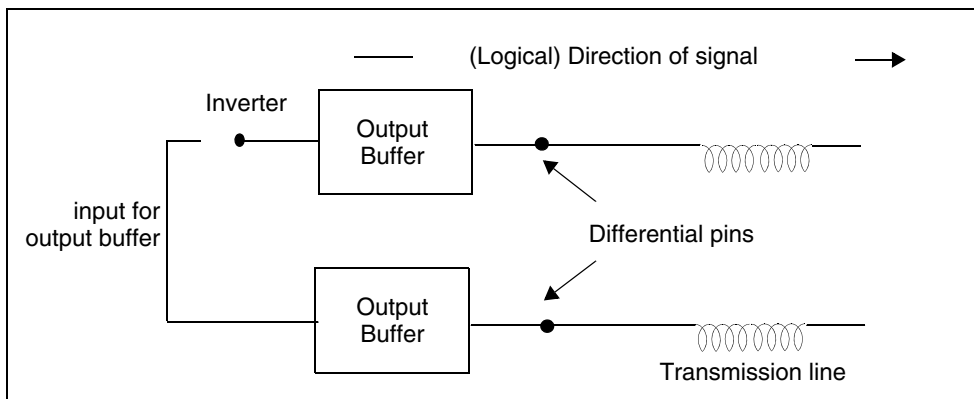 (Logical) Direction of signal
Inverter
Output
Buffer
input for
output buffer
Differential pins
Output
Buffer
Transmission line